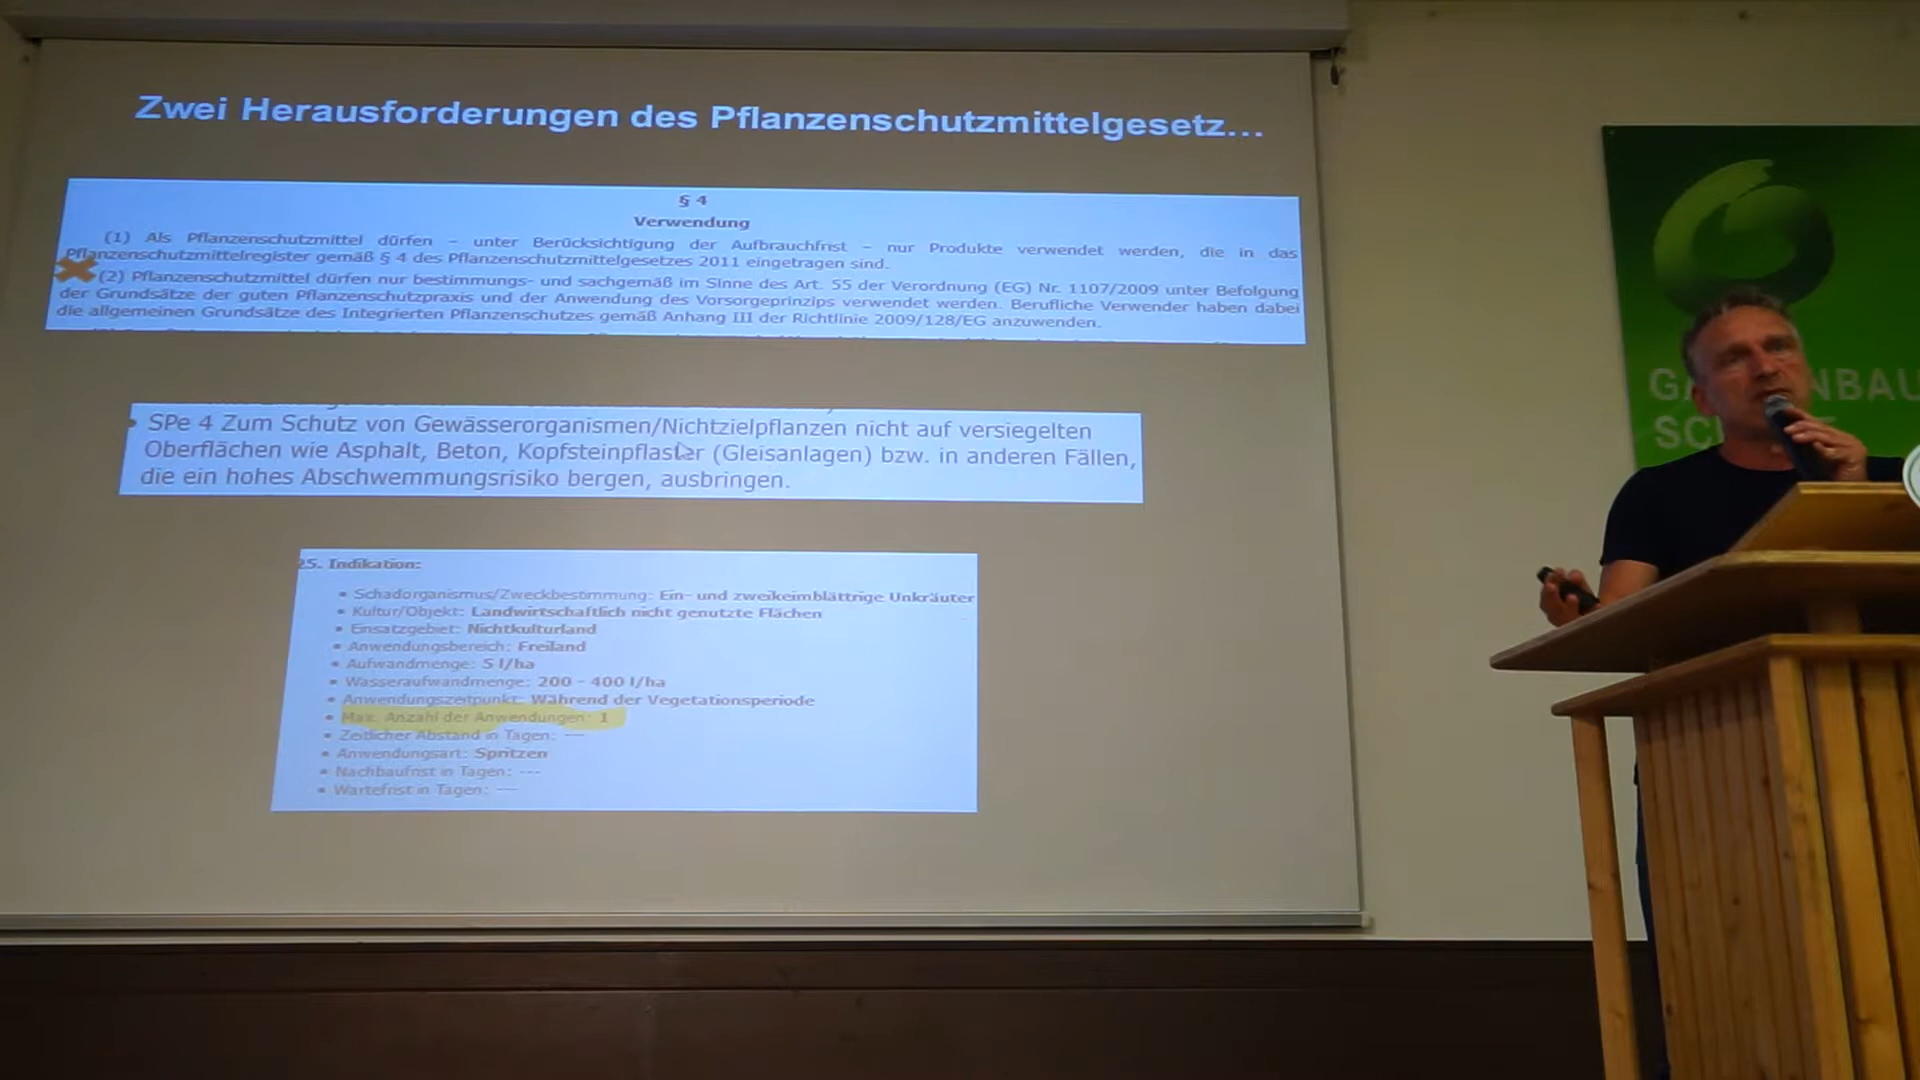 Zwei Herausforderungen des Pflanzenschutzmittelgesetz...
§ 4
Verwendung
(1) Als Pflanzenschutzmittel dürfen – unter Berücksichtigung der Aufbrauchfrist – nur Produkte verwendet werden, die in das
Pflanzenschutzmittelregister gemäß § 4 des Pflanzenschutzmittelgesetzes 2011 eingetragen sind.
(2) Pflanzenschutzmittel dürfen nur bestimmungs- und sachgemäß im Sinne des Art. 55 der Verordnung (EG) Nr. 1107/2009 unter Befolgung
der Grundsätze der guten Pflanzenschutzpraxis und der Anwendung des Vorsorgeprinzips verwendet werden. Berufliche Verwender haben dabei
die allgemeinen Grundsätze des Integrierten Pflanzenschutzes gemäß Anhang III der Richtlinie 2009/128/EG anzuwenden.
• SPe 4 Zum Schutz von Gewässerorganismen/Nichtzielpflanzen nicht auf versiegelten
Oberflächen wie Asphalt, Beton, Kopfsteinpflaster (Gleisanlagen) bzw. in anderen Fällen,
die ein hohes Abschwemmungsrisiko bergen, ausbringen.
25. Indikation:
• Schadorganismus/Zweckbestimmung: Ein- und zweikeimblättrige Unkräuter
• Kultur/Objekt: Landwirtschaftlich nicht genutzte Flächen
• Einsatzgebiet: Nichtkulturland
• Anwendungsbereich: Freiland
• Aufwandmenge: 5 l/ha
• Wasseraufwandmenge: 200 - 400 l/ha
• Anwendungszeitpunkt: Während der Vegetationsperiode
• Max. Anzahl der Anwendungen: 1
• Zeitlicher Abstand in Tagen: ---
• Anwendungsart: Spritzen
• Nachbaufrist in Tagen: ---
• Wartefrist in Tagen: ---